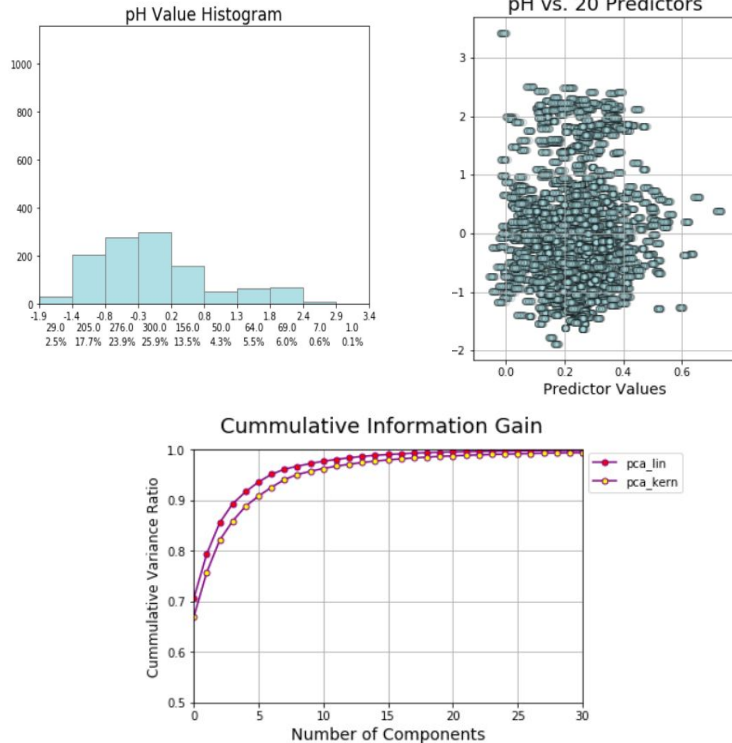 pH Value Histogram
1000
800
600
400
200
0
-1.9 -1.4 -0.8 -0.3 0.2 0.8 1.3 1.8 2.4 2.9 3.4
29.0 205.0 276.0 300.0 156.0 50.0 64.0 69.0 7.0 1.0
2.5% 17.7% 23.9% 25.9% 13.5% 4.3% 5.5% 6.0% 0.6% 0.1%
pH vs. 20 Predictors
3
2
1
0
−1
−2
0.0 0.2 0.4 0.6
Predictor Values
Cummulative Information Gain
1.0
0.9
0.8
0.7
0.6
0.5
Cummulative Variance Ratio
0 5 10 15 20 25 30
Number of Components
pca_lin
pca_kern